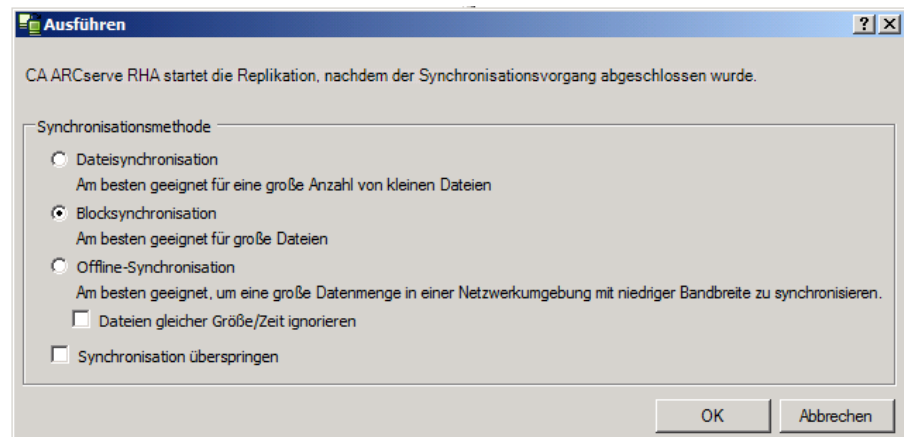 Ausführen
CA ARCserve RHA startet die Replikation, nachdem der Synchronisationsvorgang abgeschlossen wurde.
Synchronisationsmethode
Dateisynchronisation
Am besten geeignet für eine große Anzahl von kleinen Dateien
Blocksynchronisation
Am besten geeignet für große Dateien
Offline-Synchronisation
Am besten geeignet, um eine große Datenmenge in einer Netzwerkumgebung mit niedriger Bandbreite zu synchronisieren.
Dateien gleicher Größe/Zeit ignorieren
Synchronisation überspringen
OK Abbrechen